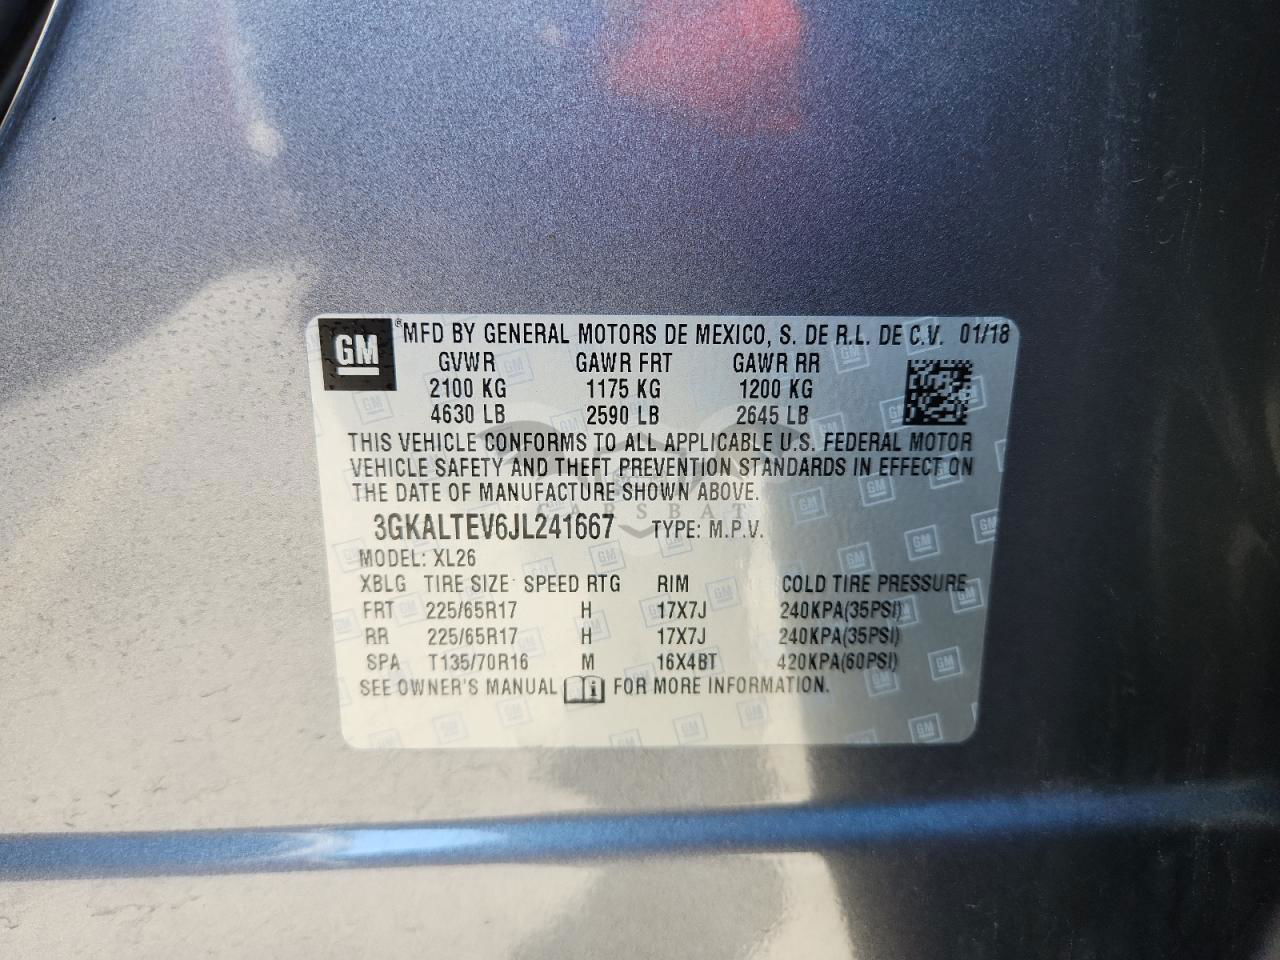 GM ® MFD BY GENERAL MOTORS DE MEXICO, S. DE R.L. DE C.V. 01/18
GVWR GAWR FRT GAWR RR
2100 KG 1175 KG 1200 KG
4630 LB 2590 LB 2645 LB
THIS VEHICLE CONFORMS TO ALL APPLICABLE U.S. FEDERAL MOTOR
VEHICLE SAFETY AND THEFT PREVENTION STANDARDS IN EFFECT ON
THE DATE OF MANUFACTURE SHOWN ABOVE.
CARSBAT
3GKALTEV6JL241667 TYPE: M.P.V.
MODEL: XL26
XBLG TIRE SIZE SPEED RTG RIM COLD TIRE PRESSURE
FRT 225/65R17 H 17X7J 240KPA(35PSI)
RR 225/65R17 H 17X7J 240KPA(35PSI)
SPA T135/70R16 M 16X4BT 420KPA(60PSI)
SEE OWNER'S MANUAL i FOR MORE INFORMATION.